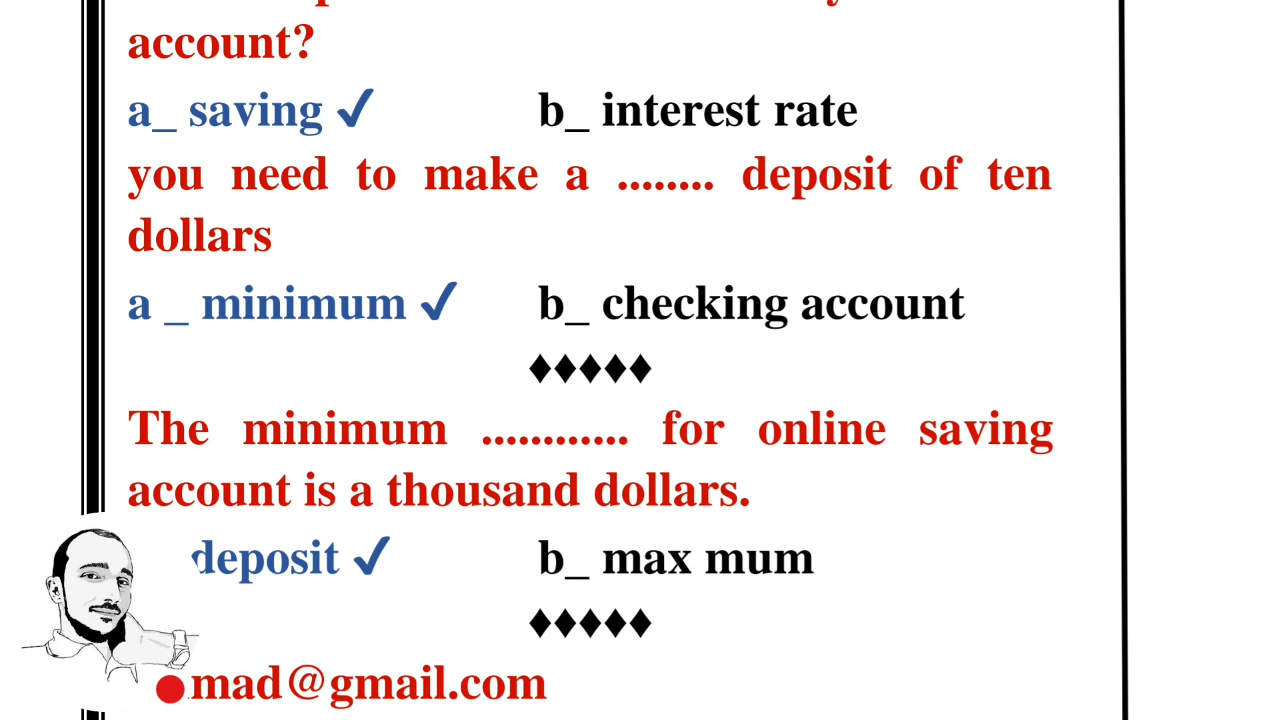 account?
a_ saving ✓ b_ interest rate
you need to make a ........ deposit of ten
dollars
a _ minimum ✓ b_ checking account
♦♦♦♦♦
The minimum ............ for online saving
account is a thousand dollars.
deposit ✓ b_ max mum
♦♦♦♦♦
mad@gmail.com